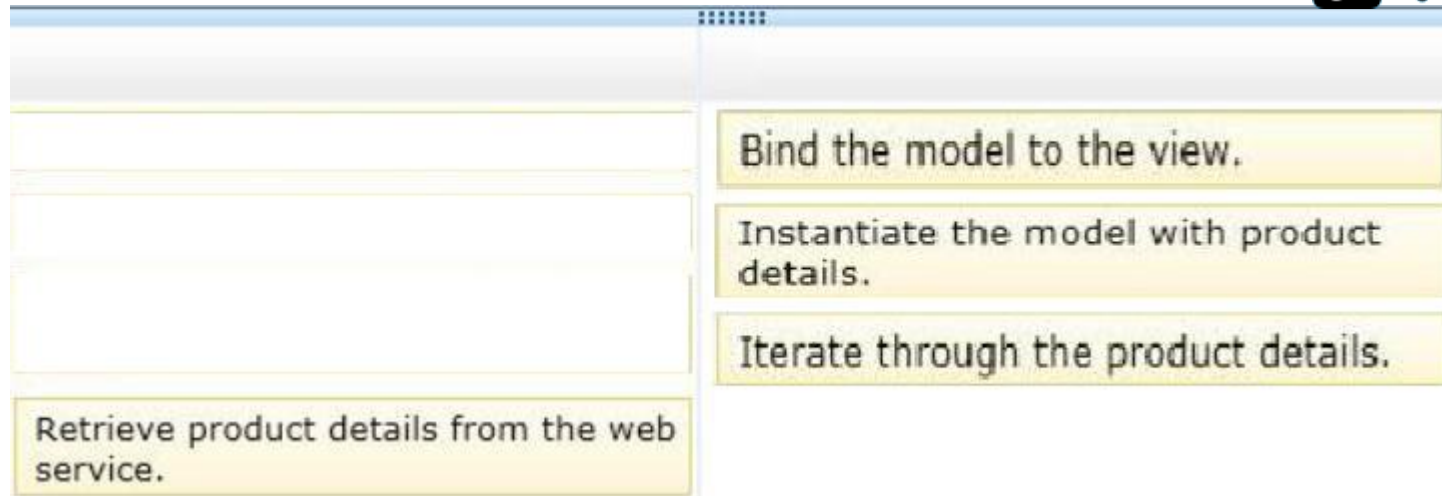 Bind the model to the view.
Instantiate the model with product
details.
Iterate through the product details.
Retrieve product details from the web
service.